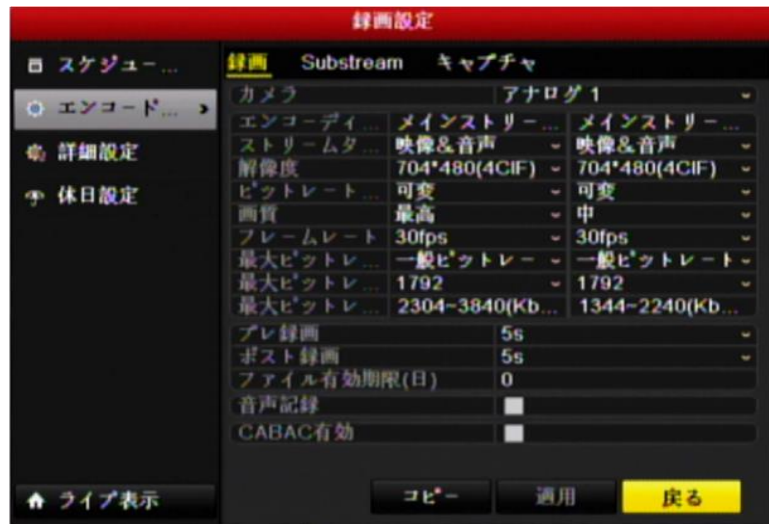 録画設定
スケジュー...
エンコード...
詳細設定
休日設定
ライブ表示
録画 Substream キャプチャ
カメラ アナログ 1
エンコーディ... メインストリー... メインストリー...
ストリームタ... 映像&音声 映像&音声
解像度 704*480(4CIF) 704*480(4CIF)
ビットレート... 可変 可変
画質 最高 中
フレームレート 30fps 30fps
最大ビットレ... 一般ビットレー 一般ビットレート
最大ビットレ... 1792 1792
最大ビットレ... 2304~3840(Kb... 1344~2240(Kb...
プレ録画 5s
ポスト録画 5s
ファイル有効期限(日) 0
音声記録
CABAC有効
コピー 適用 戻る